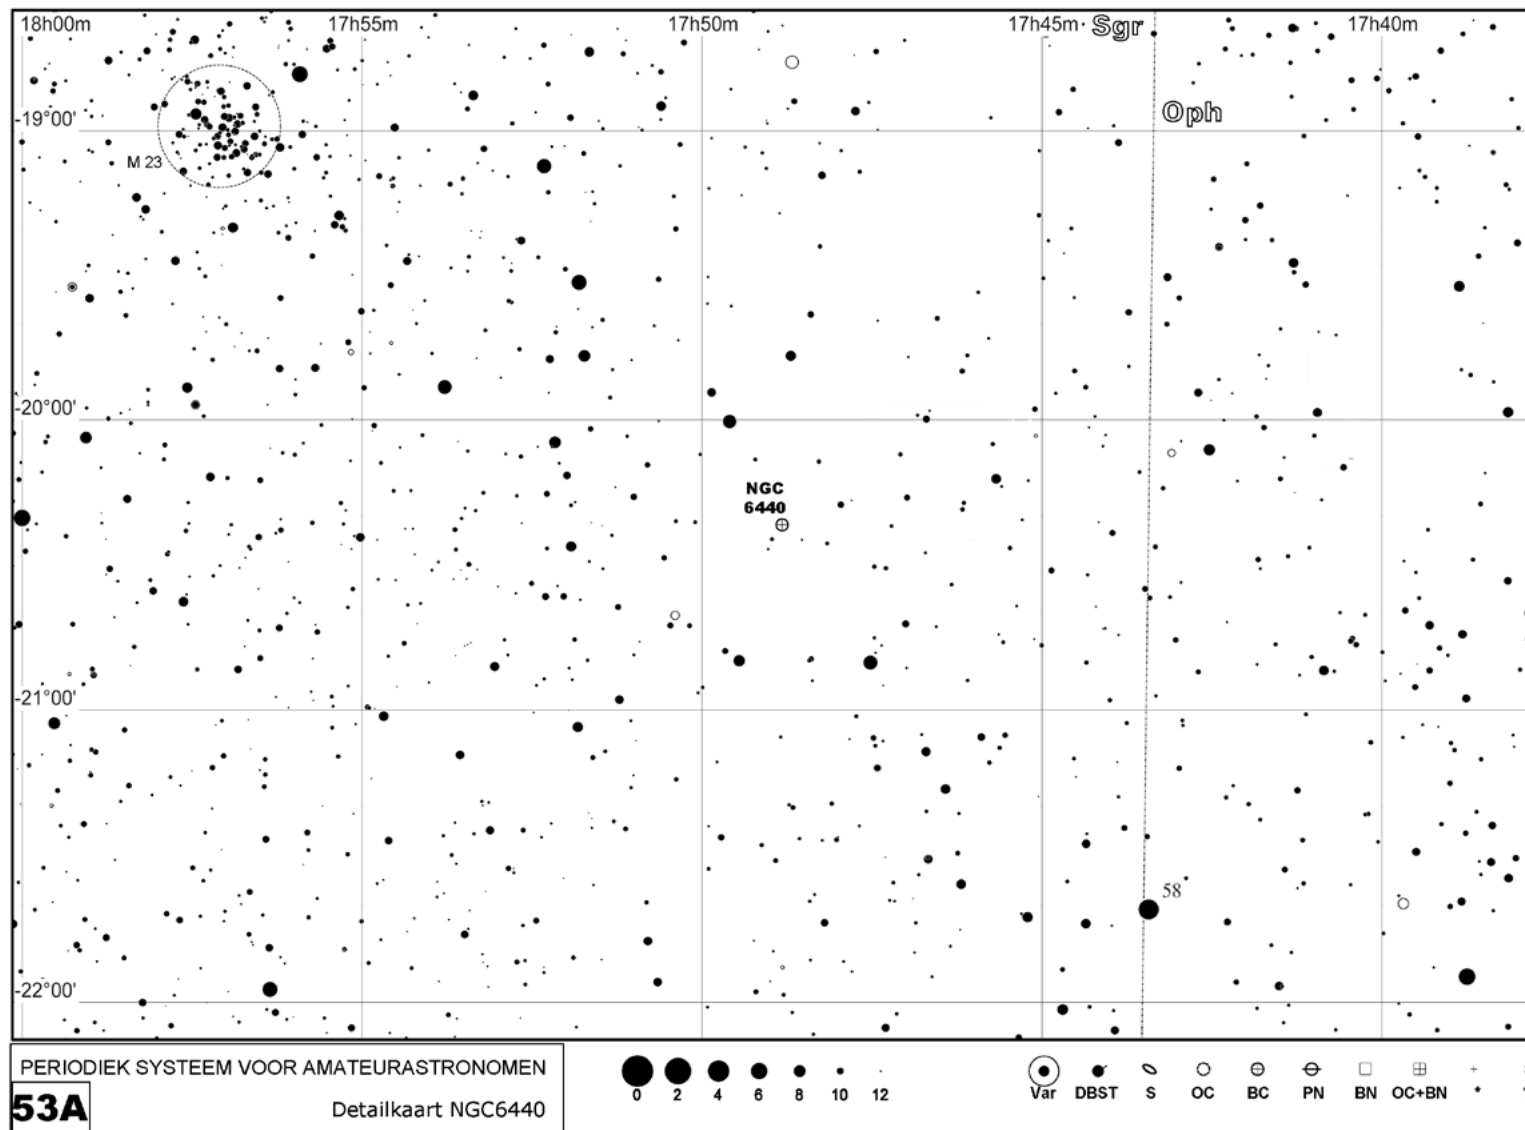 18h00m 17h55m 17h50m 17h45m 17h40m
Sgr
-19°00'
Oph
M 23
-20°00'
NGC
6440
-21°00'
58
-22°00'
PERIODIEK SYSTEEM VOOR AMATEURASTRONOMEN
53A
Detailkaart NGC6440
0 2 4 6 8 10 12
Var DBST S OC BC PN BN OC+BN *